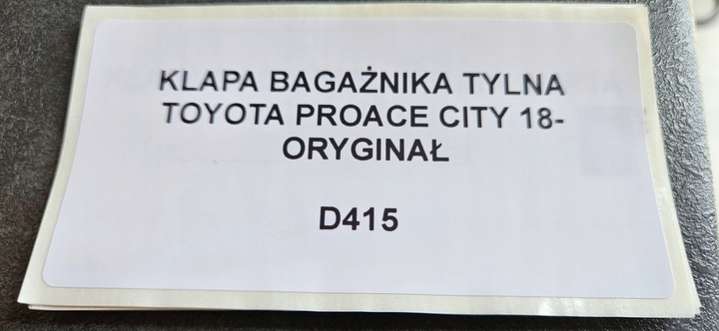 KLAPA BAGAŻNIKA TYLNA
TOYOTA PROACE CITY 18-
ORYGINAŁ
D415